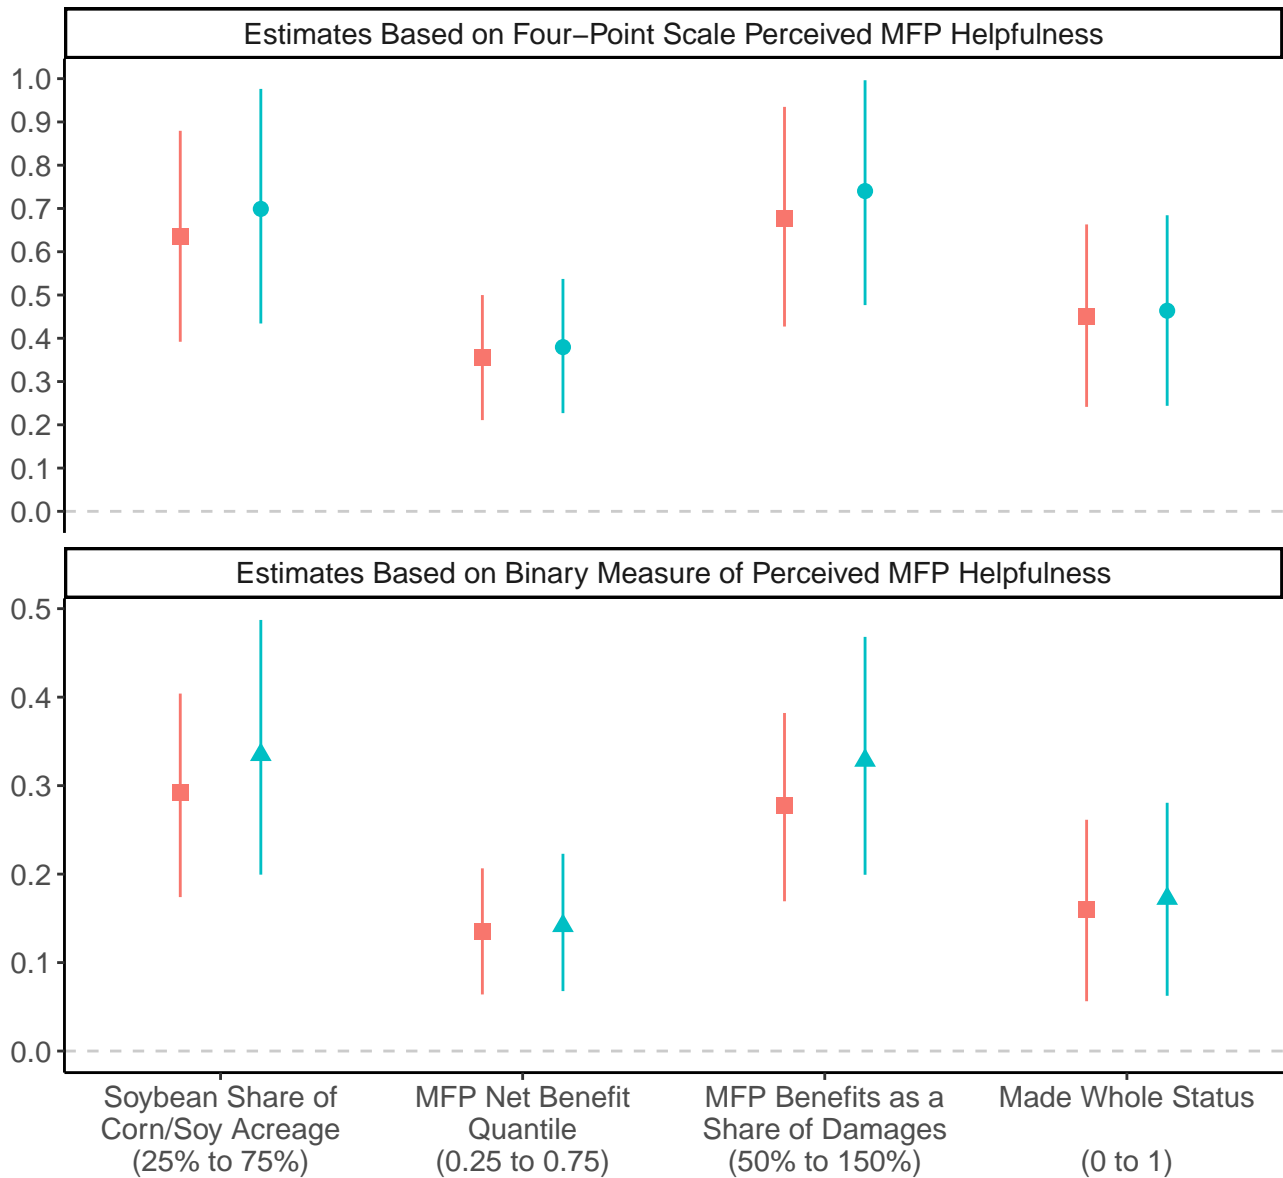 Estimates Based on Four−Point Scale Perceived MFP Helpfulness
1.0
0.9
0.8
0.7
0.6
0.5
0.4
0.3
0.2
0.1
0.0
Estimates Based on Binary Measure of Perceived MFP Helpfulness
0.5
0.4
0.3
0.2
0.1
0.0
Soybean Share of
Corn/Soy Acreage
(25% to 75%)
MFP Net Benefit
Quantile
(0.25 to 0.75)
MFP Benefits as a
Share of Damages
(50% to 150%)
Made Whole Status
(0 to 1)